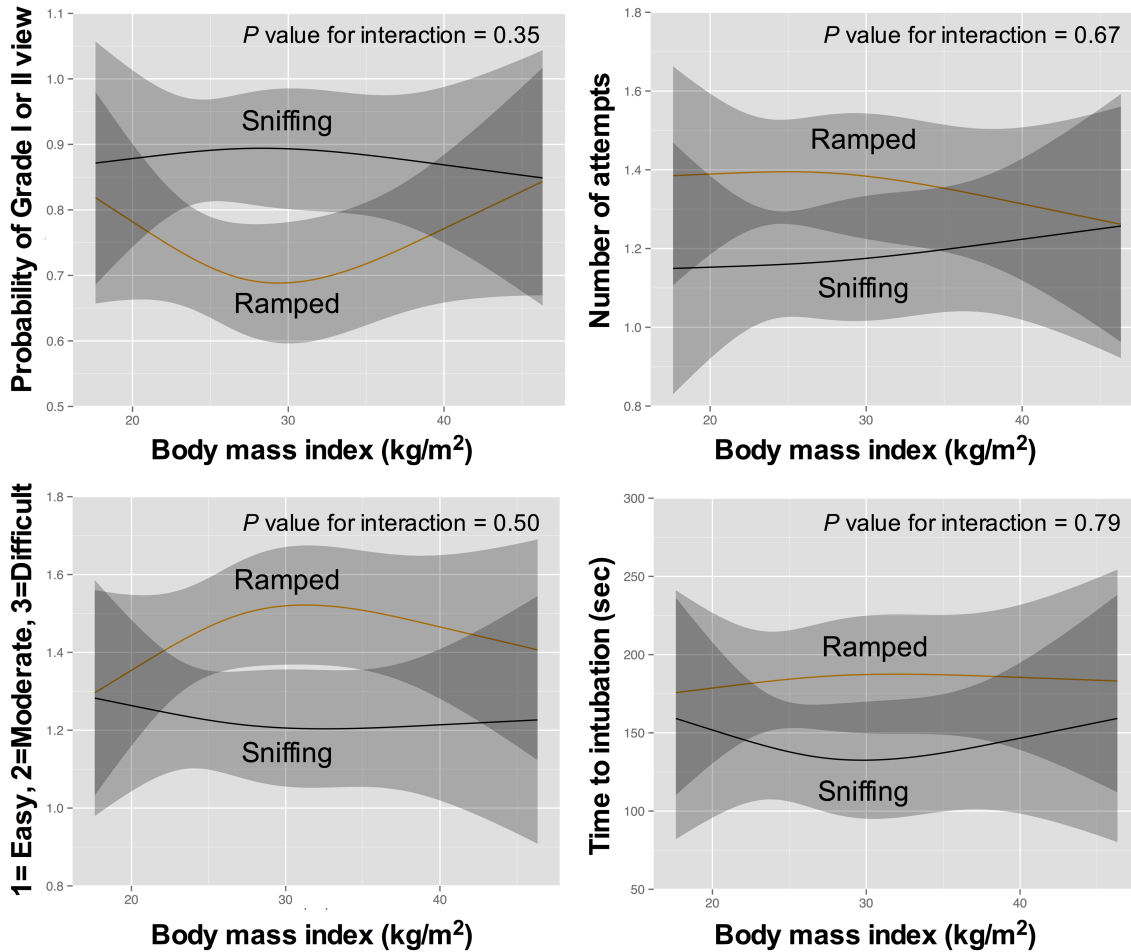 Probability of Grade I or II view
1.1
1.0
0.9
0.8
0.7
0.6
0.5
P value for interaction = 0.35
Sniffing
Ramped
20
30
40
Body mass index (kg/m²)
Number of attempts
1.8
1.6
1.4
1.2
1.0
0.8
P value for interaction = 0.67
Ramped
Sniffing
20
30
40
Body mass index (kg/m²)
1= Easy, 2=Moderate, 3=Difficult
1.8
1.6
1.4
1.2
1.0
0.8
P value for interaction = 0.50
Ramped
Sniffing
20
30
40
Body mass index (kg/m²)
Time to intubation (sec)
300
250
200
150
100
50
P value for interaction = 0.79
Ramped
Sniffing
20
30
40
Body mass index (kg/m²)